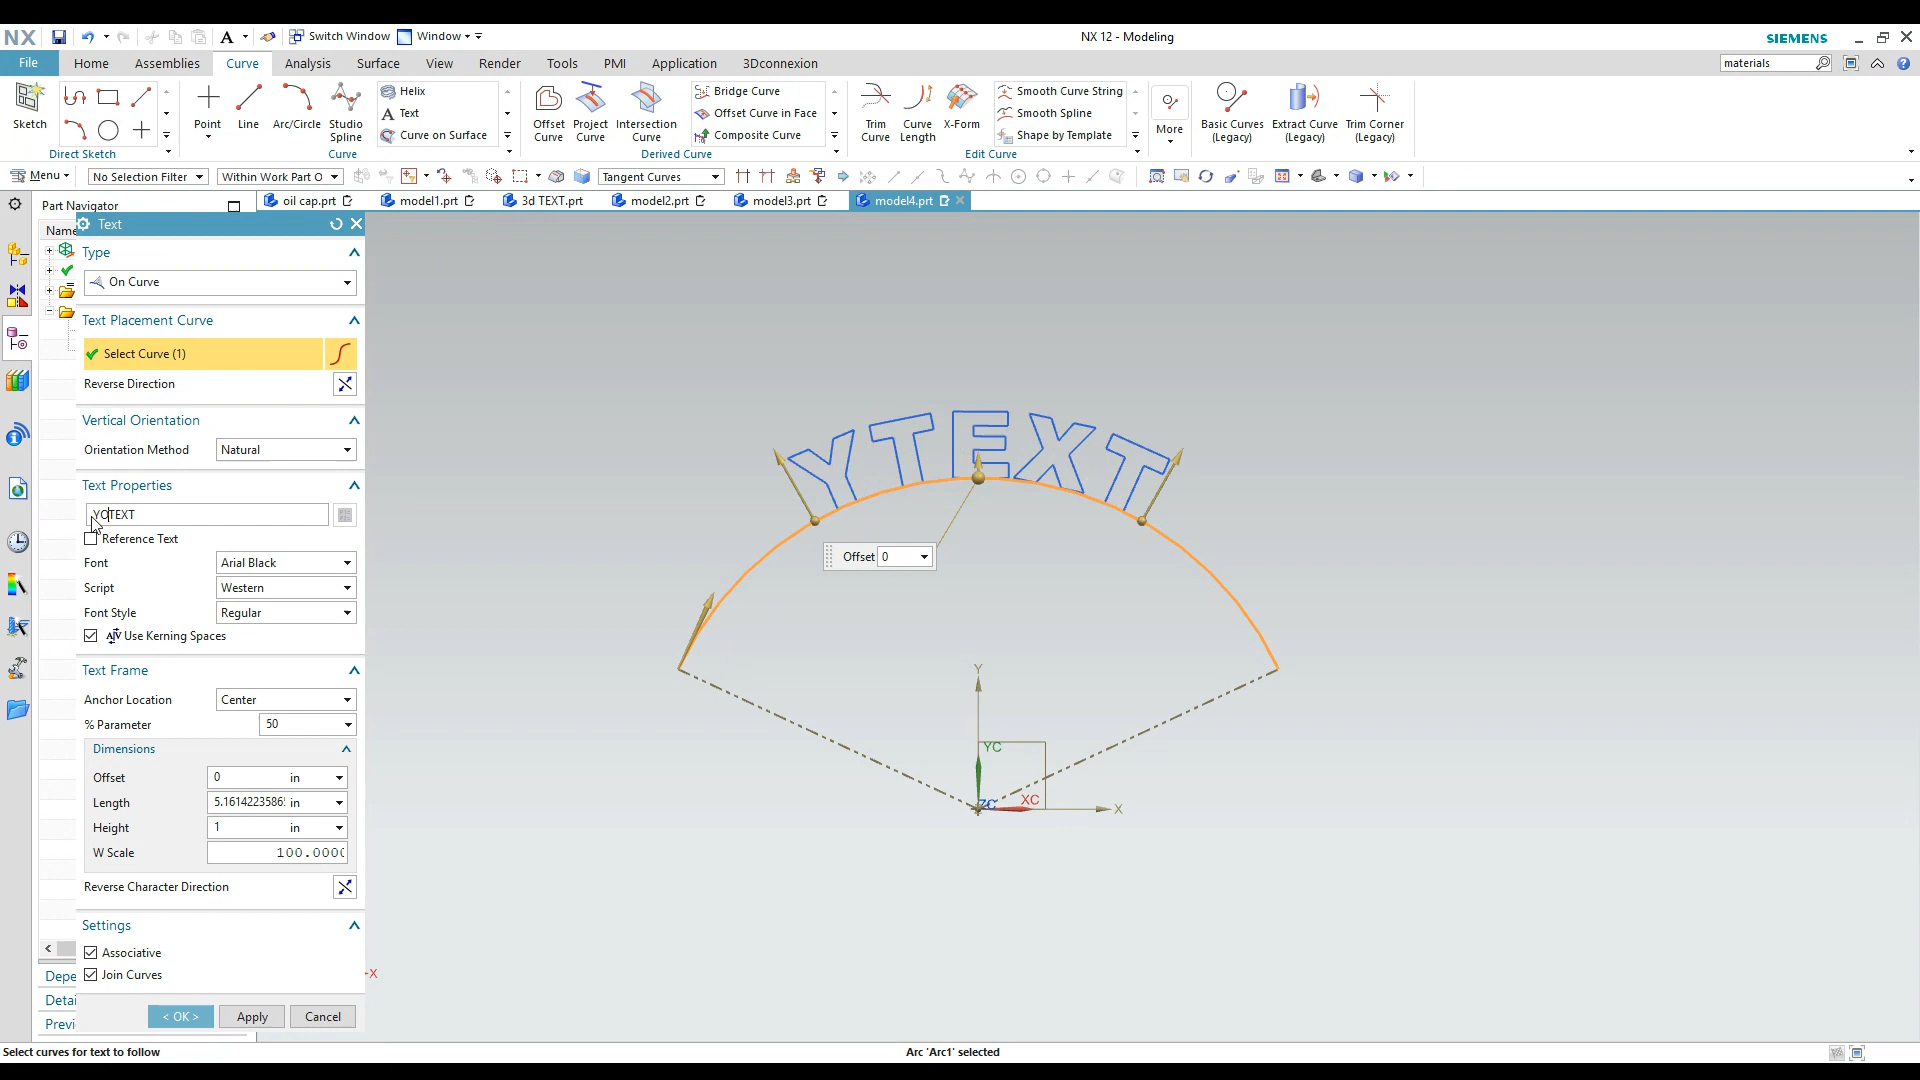 NX
Switch Window
Window
NX 12 - Modeling
SIEMENS
File
Home
Assemblies
Curve
Analysis
Surface
View
Render
Tools
PMI
Application
3Dconnexion
materials
Sketch
Direct Sketch
Point
Line
Arc/Circle
Studio Spline
Helix
Text
Curve on Surface
Curve
Offset Curve
Project Curve
Intersection Curve
Bridge Curve
Offset Curve in Face
Composite Curve
Derived Curve
Trim Curve
Curve Length
X-Form
Smooth Curve String
Smooth Spline
Shape by Template
Edit Curve
More
Basic Curves (Legacy)
Extract Curve (Legacy)
Trim Corner (Legacy)
Menu
No Selection Filter
Within Work Part O
Tangent Curves
Part Navigator
oil cap.prt
model1.prt
3d TEXT.prt
model2.prt
model3.prt
model4.prt
Name
Text
Type
On Curve
Text Placement Curve
Select Curve (1)
Reverse Direction
Vertical Orientation
Orientation Method
Natural
Text Properties
YOTEXT
Reference Text
Font
Arial Black
Script
Western
Font Style
Regular
Use Kerning Spaces
Text Frame
Anchor Location
Center
% Parameter
50
Dimensions
Offset
0 in
Length
5.1614223586 in
Height
1 in
W Scale
100.0000
Reverse Character Direction
Settings
Associative
Join Curves
< OK >
Apply
Cancel
Depe
Detai
Previ
YTEXT
Offset 0
Y
YC
ZC
XC
X
X
Select curves for text to follow
Arc 'Arc1' selected